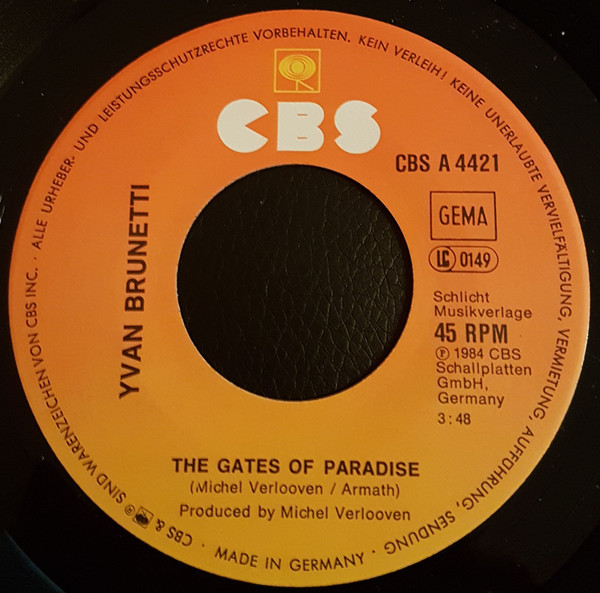 · ALLE URHEBER- UND LEISTUNGSSCHUTZRECHTE VORBEHALTEN. KEIN VERLEIH! KEINE UNERLAUBTE VERVIELFÄLTIGUNG, VERMIETUNG, AUFFÜHRUNG, SENDUNG ·
CBS
CBS A 4421
GEMA
LC 0149
YVAN BRUNETTI
Schlicht
Musikverlage
45 RPM
℗ 1984 CBS
Schallplatten
GmbH,
Germany
3:48
THE GATES OF PARADISE
(Michel Verlooven / Armath)
Produced by Michel Verlooven
CBS & ® SIND WARENZEICHEN VON CBS INC.
· MADE IN GERMANY ·